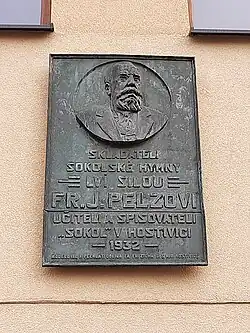 SKLADATELI
SOKOLSKÉ HYMNY
LVÍ SILOU
FR. J. PELZOVI
UČITELI A SPISOVATELI
„SOKOL" V HOSTIVICI
1932